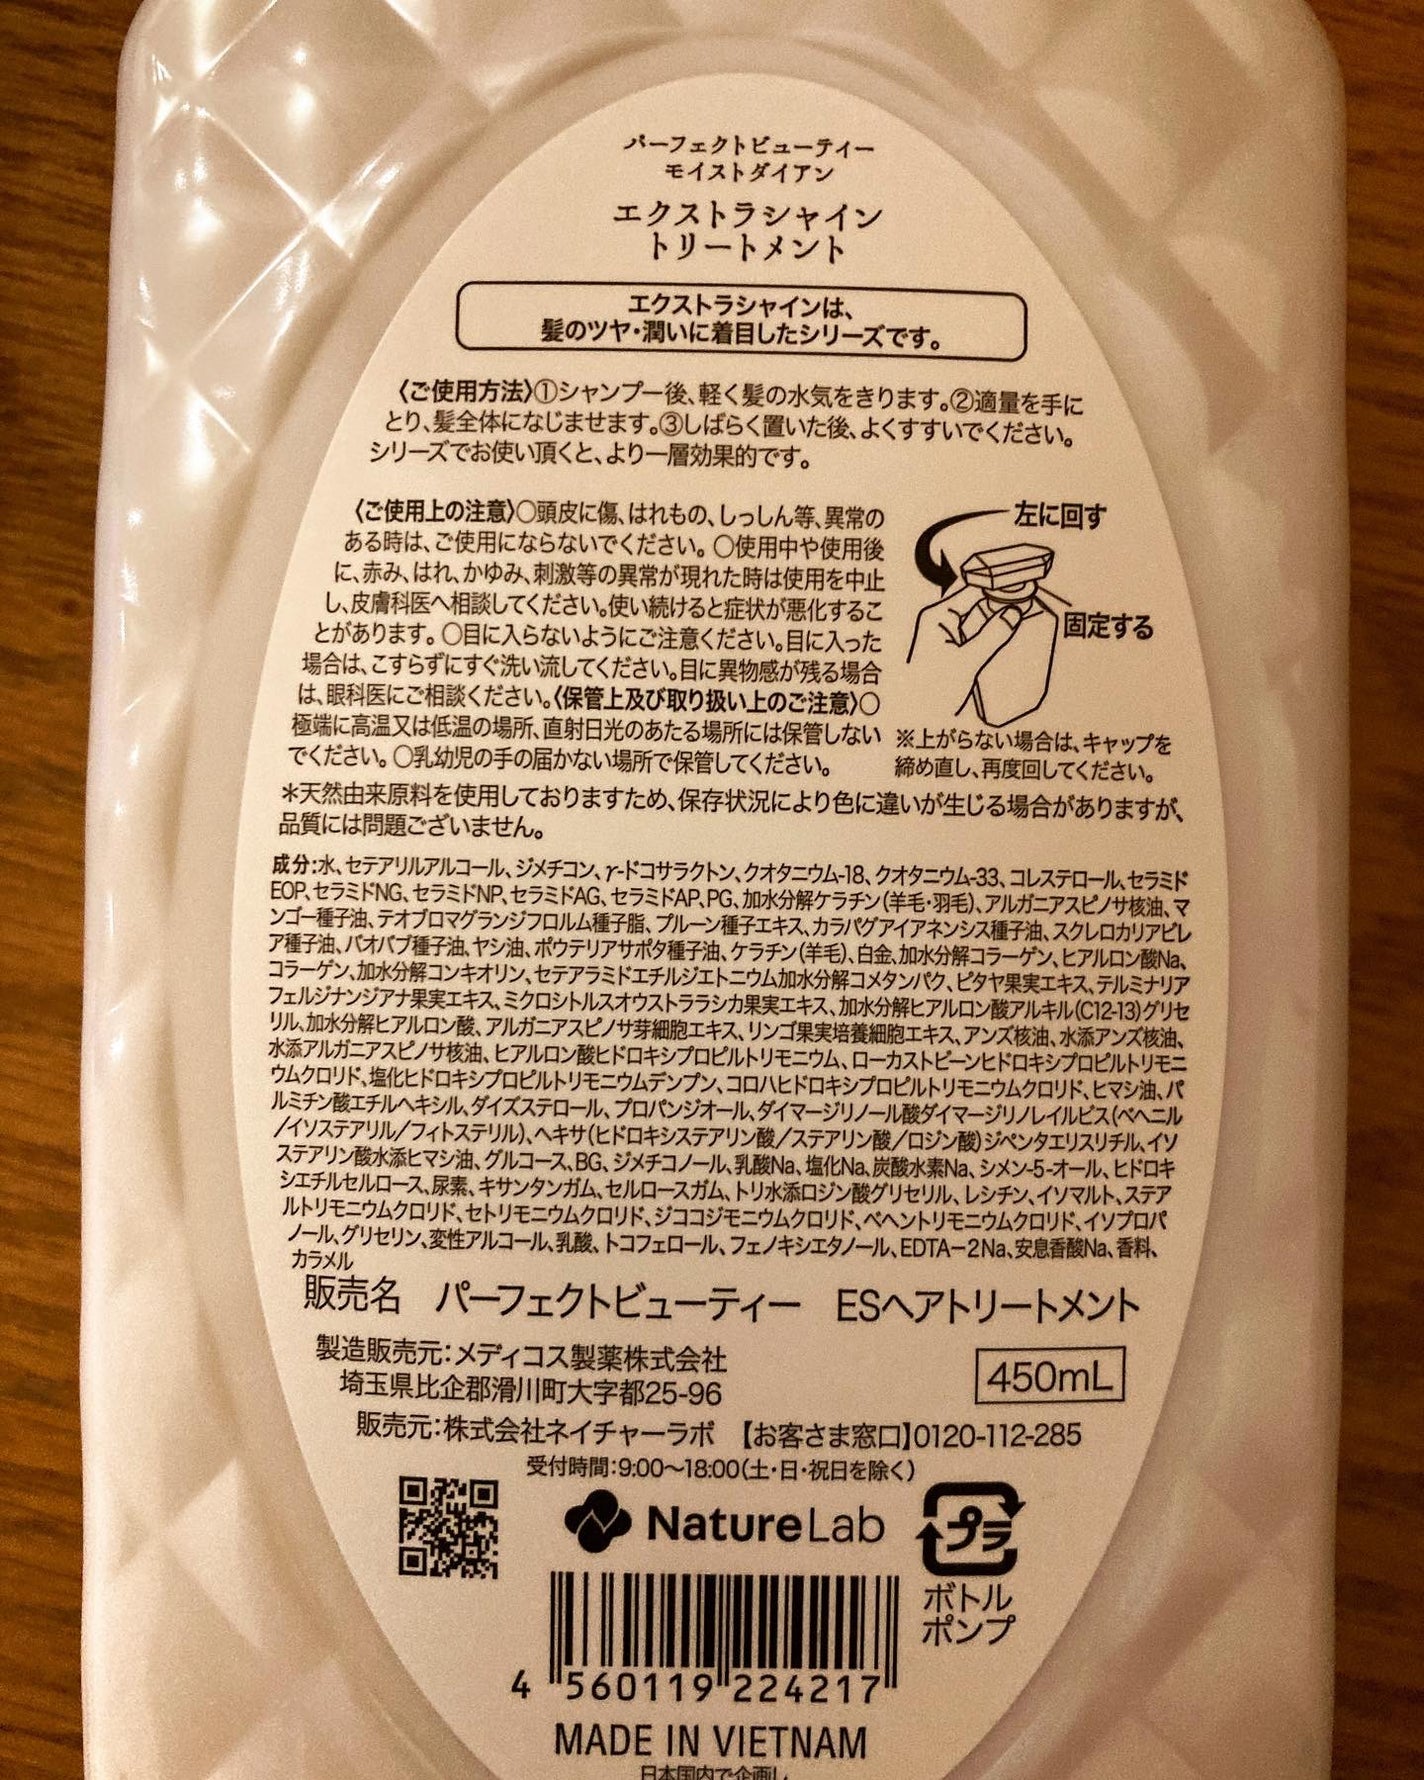 パーフェクトビューティー
モイストダイアン
エクストラシャイン
トリートメント
エクストラシャインは、
髪のツヤ・潤いに着目したシリーズです。
〈ご使用方法〉①シャンプー後、軽く髪の水気をきります。②適量を手に
とり、髪全体になじませます。③しばらく置いた後、よくすすいでください。
シリーズでお使い頂くと、より一層効果的です。
〈ご使用上の注意〉○頭皮に傷、はれもの、しっしん等、異常の
ある時は、ご使用にならないでください。○使用中や使用後
に、赤み、はれ、かゆみ、刺激等の異常が現れた時は使用を中止
し、皮膚科医へ相談してください。使い続けると症状が悪化するこ
とがあります。○目に入らないようにご注意ください。目に入った
場合は、こすらずにすぐ洗い流してください。目に異物感が残る場合
は、眼科医にご相談ください。〈保管上及び取り扱い上のご注意〉○
極端に高温又は低温の場所、直射日光のあたる場所には保管しない
でください。○乳幼児の手の届かない場所で保管してください。
左に回す
固定する
※上がらない場合は、キャップを
締め直し、再度回してください。
＊天然由来原料を使用しておりますため、保存状況により色に違いが生じる場合がありますが、
品質には問題ございません。
成分:水、セテアリルアルコール、ジメチコン、γ-ドコサラクトン、クオタニウム-18、クオタニウム-33、コレステロール、セラミド
EOP、セラミドNG、セラミドNP、セラミドAG、セラミドAP、PG、加水分解ケラチン(羊毛・羽毛)、アルガニアスピノサ核油、マ
ンゴー種子油、テオブロマグランジフロルム種子脂、プルーン種子エキス、カラパグアイアネンシス種子油、スクレロカリアビレ
ア種子油、バオバブ種子油、ヤシ油、ポウテリアサポタ種子油、ケラチン(羊毛)、白金、加水分解コラーゲン、ヒアルロン酸Na、
コラーゲン、加水分解コンキオリン、セテアラミドエチルジエトニウム加水分解コメタンパク、ピタヤ果実エキス、テルミナリア
フェルジナンジアナ果実エキス、ミクロシトルスオウストララシカ果実エキス、加水分解ヒアルロン酸アルキル(C12-13)グリセ
リル、加水分解ヒアルロン酸、アルガニアスピノサ芽細胞エキス、リンゴ果実培養細胞エキス、アンズ核油、水添アンズ核油、
水添アルガニアスピノサ核油、ヒアルロン酸ヒドロキシプロピルトリモニウム、ローカストビーンヒドロキシプロピルトリモニ
ウムクロリド、塩化ヒドロキシプロピルトリモニウムデンプン、コロハヒドロキシプロピルトリモニウムクロリド、ヒマシ油、パ
ルミチン酸エチルヘキシル、ダイズステロール、プロパンジオール、ダイマージリノール酸ダイマージリノレイルビス(ベヘニル
/イソステアリル/フィトステリル)、ヘキサ(ヒドロキシステアリン酸/ステアリン酸/ロジン酸)ジペンタエリスリチル、イソ
ステアリン酸水添ヒマシ油、グルコース、BG、ジメチコノール、乳酸Na、塩化Na、炭酸水素Na、シメン-5-オール、ヒドロキ
シエチルセルロース、尿素、キサンタンガム、セルロースガム、トリ水添ロジン酸グリセリル、レシチン、イソマルト、ステア
ルトリモニウムクロリド、セトリモニウムクロリド、ジココジモニウムクロリド、ベヘントリモニウムクロリド、イソプロパ
ノール、グリセリン、変性アルコール、乳酸、トコフェロール、フェノキシエタノール、EDTA-2Na、安息香酸Na、香料、
カラメル
販売名 パーフェクトビューティー ESヘアトリートメント
製造販売元:メディコス製薬株式会社
埼玉県比企郡滑川町大字都25-96
450mL
販売元:株式会社ネイチャーラボ 【お客さま窓口】0120-112-285
受付時間:9:00〜18:00(土・日・祝日を除く)
NatureLab
プラ
ボトル
ポンプ
4 560119 224217
MADE IN VIETNAM
日本国内で企画し